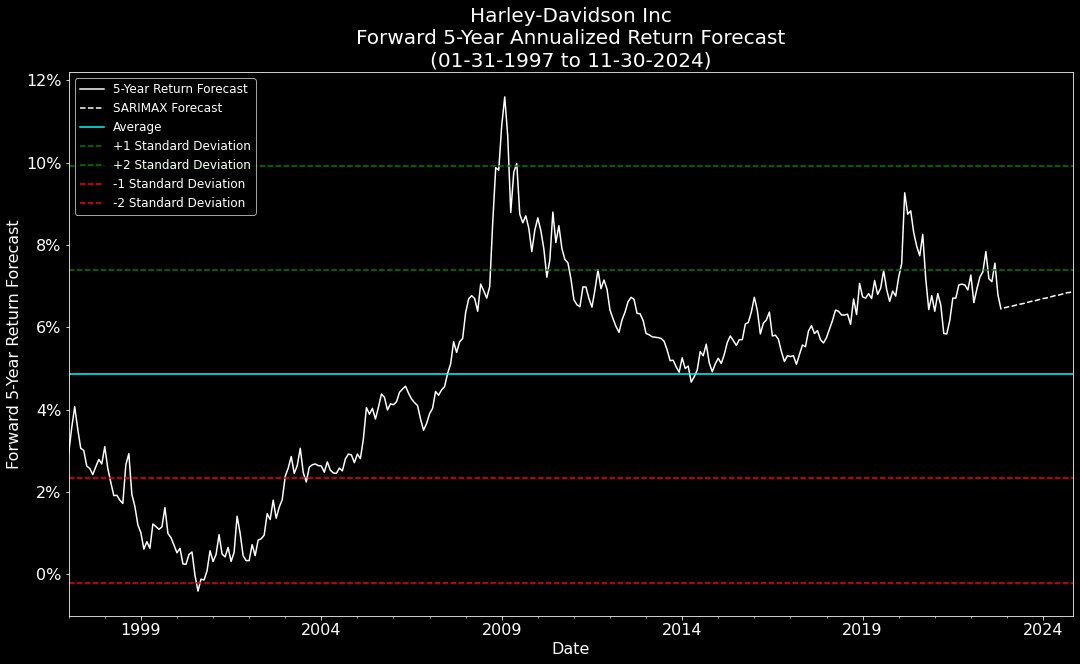 Harley-Davidson Inc
Forward 5-Year Annualized Return Forecast
(01-31-1997 to 11-30-2024)
5-Year Return Forecast
SARIMAX Forecast
Average
+1 Standard Deviation
+2 Standard Deviation
-1 Standard Deviation
-2 Standard Deviation
Forward 5-Year Return Forecast
12%
10%
8%
6%
4%
2%
0%
1999
2004
2009
2014
2019
2024
Date